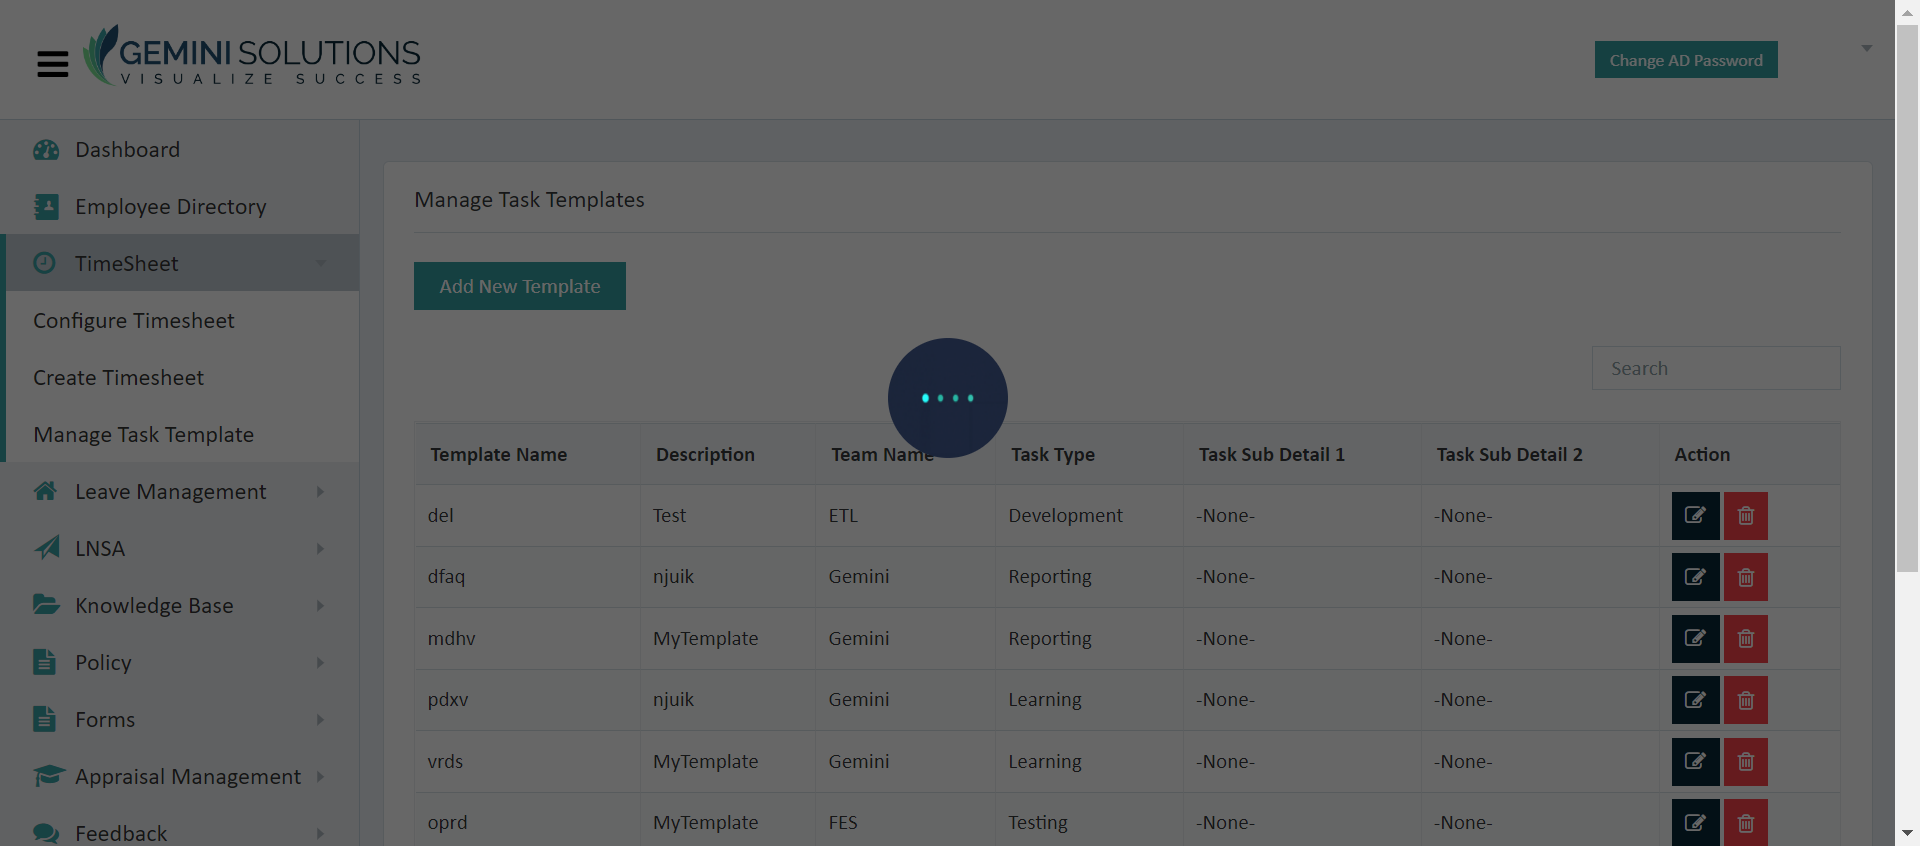 GEMINI SOLUTIONS
VISUALIZE SUCCESS
Change AD Password
Dashboard
Employee Directory
TimeSheet
Configure Timesheet
Create Timesheet
Manage Task Template
Leave Management
LNSA
Knowledge Base
Policy
Forms
Appraisal Management
Feedback
Manage Task Templates
Add New Template
Search
Template Name Description Team Name Task Type Task Sub Detail 1 Task Sub Detail 2 Action
del Test ETL Development -None- -None-
dfaq njuik Gemini Reporting -None- -None-
mdhv MyTemplate Gemini Reporting -None- -None-
pdxv njuik Gemini Learning -None- -None-
vrds MyTemplate Gemini Learning -None- -None-
oprd MyTemplate FES Testing -None- -None-